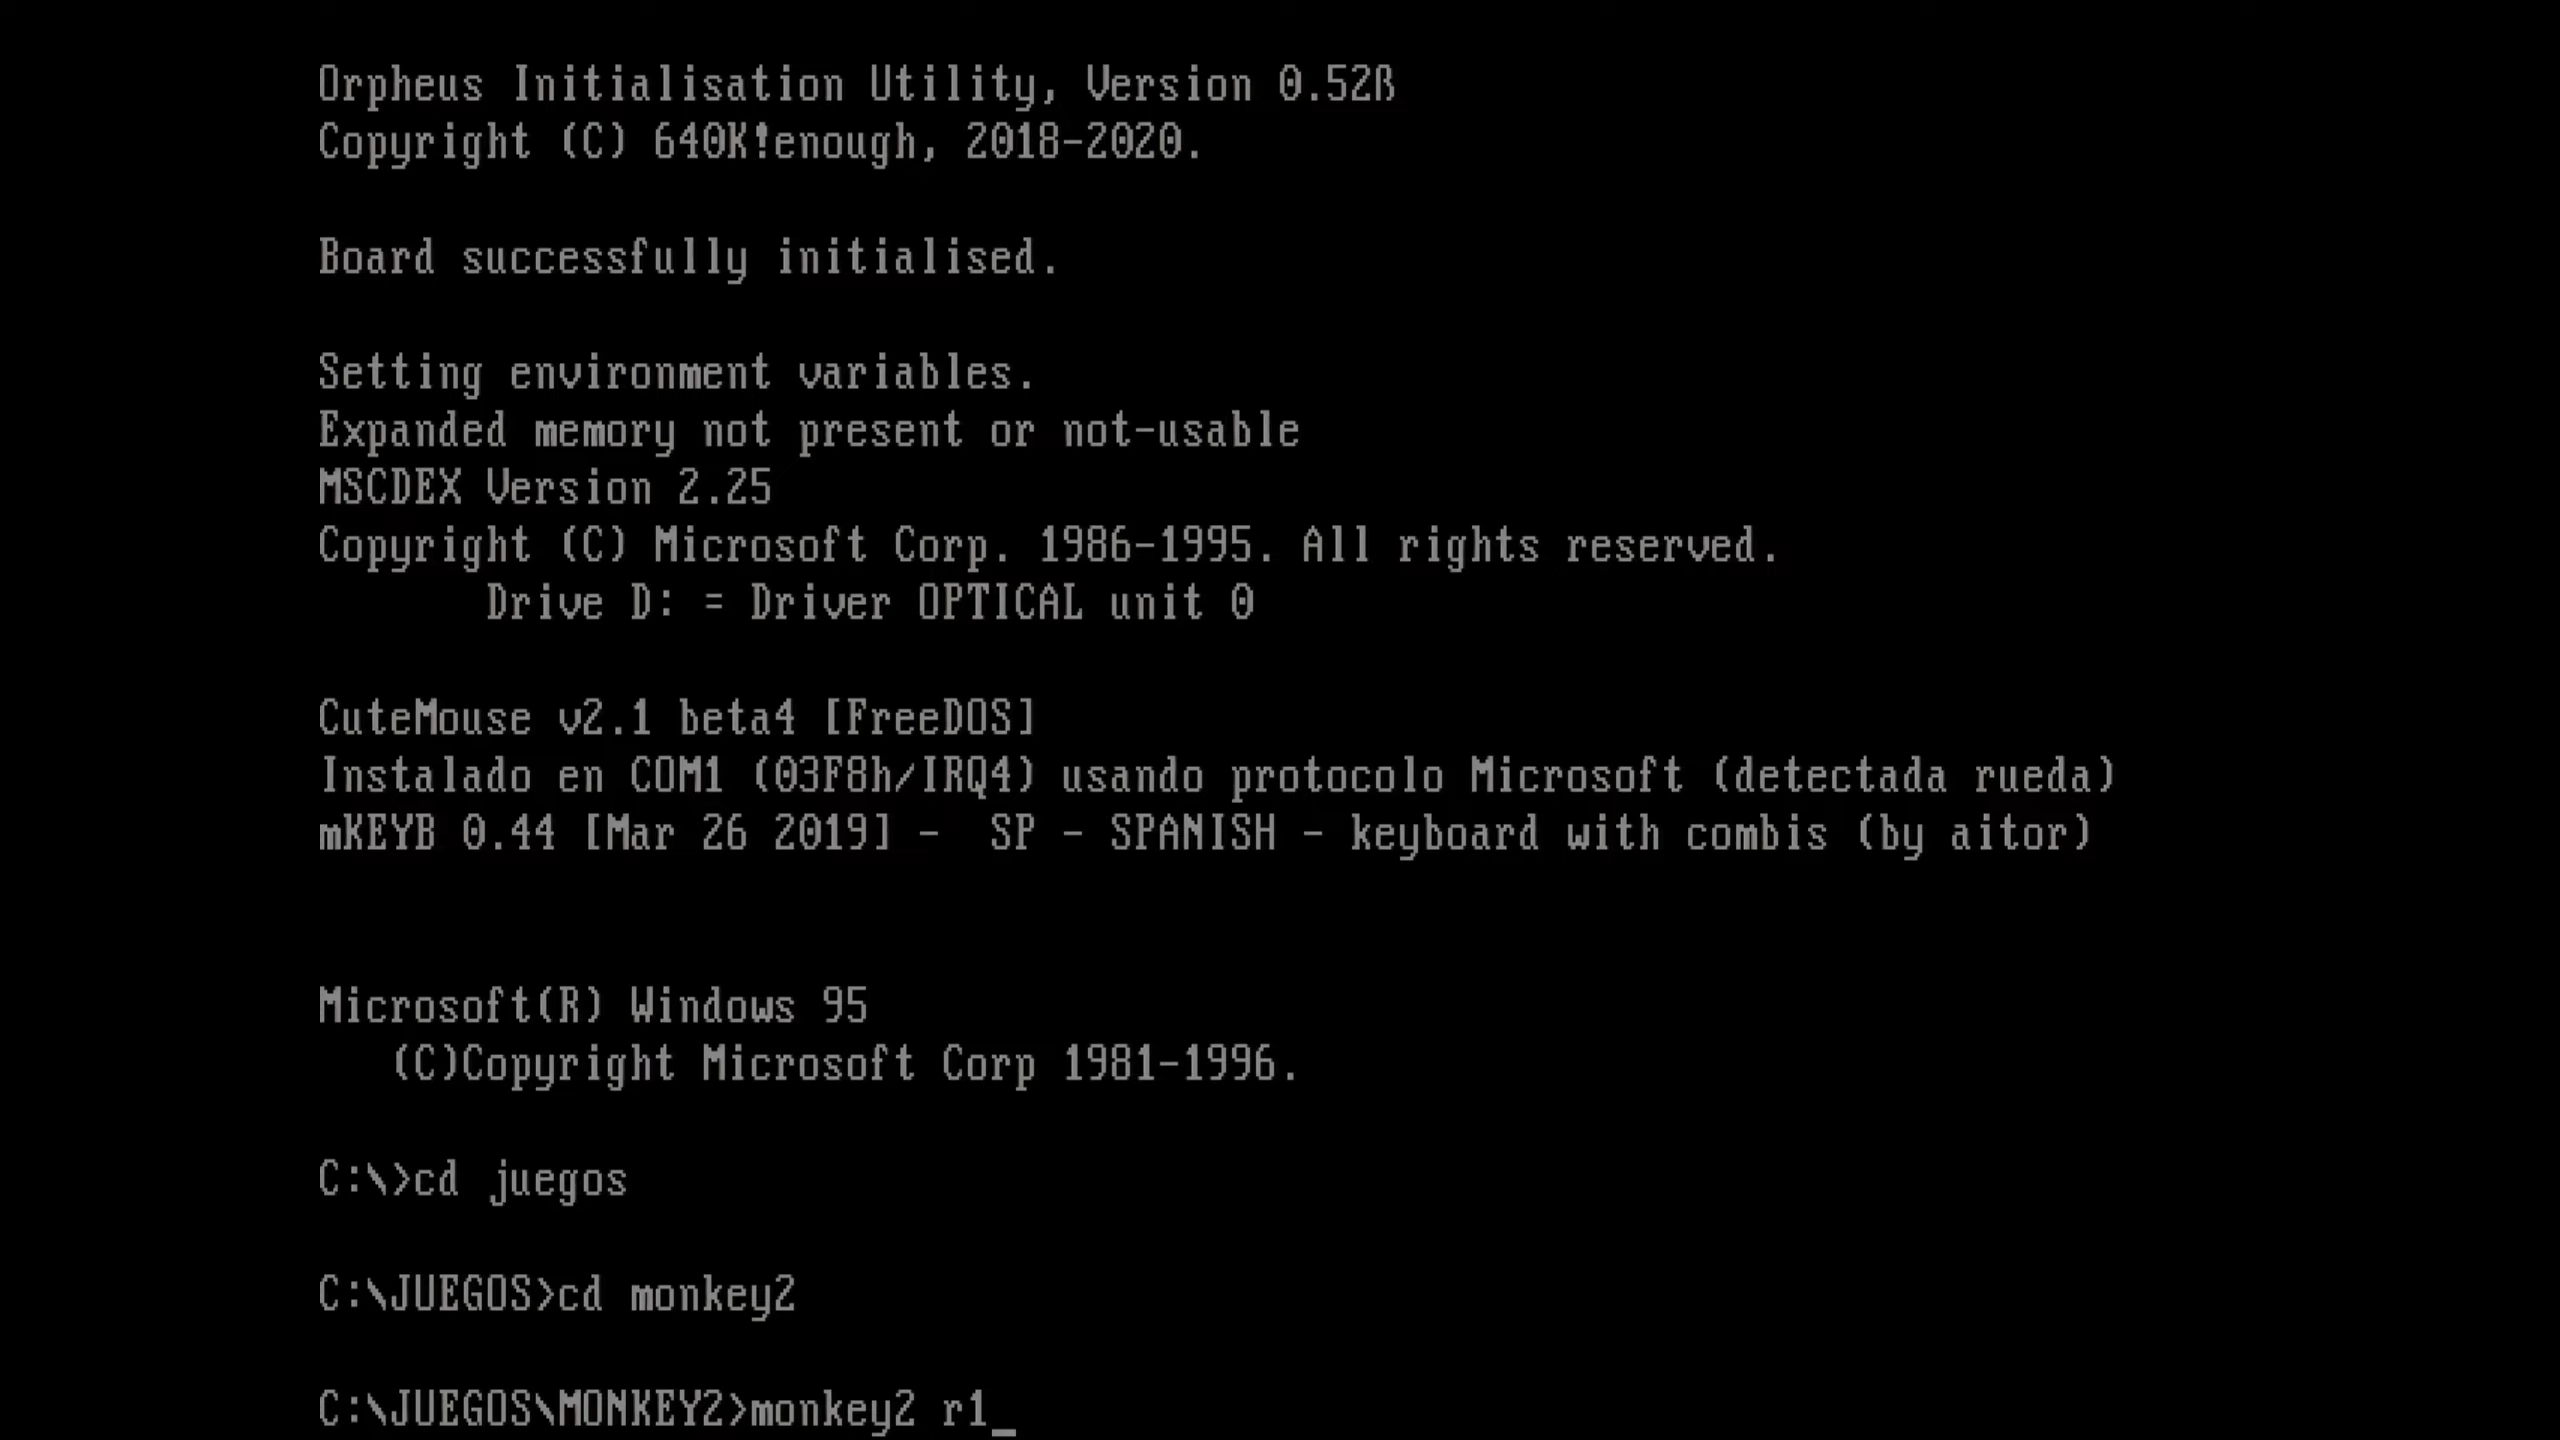 Orpheus Initialisation Utility, Version 0.52ß
Copyright (C) 640K!enough, 2018-2020.
Board successfully initialised.
Setting environment variables.
Expanded memory not present or not-usable
MSCDEX Version 2.25
Copyright (C) Microsoft Corp. 1986-1995. All rights reserved.
Drive D: = Driver OPTICAL unit 0
CuteMouse v2.1 beta4 [FreeDOS]
Instalado en COM1 (03F8h/IRQ4) usando protocolo Microsoft (detectada rueda)
mKEYB 0.44 [Mar 26 2019] -  SP - SPANISH - keyboard with combis (by aitor)
Microsoft(R) Windows 95
(C)Copyright Microsoft Corp 1981-1996.
C:\>cd juegos
C:\JUEGOS>cd monkey2
C:\JUEGOS\MONKEY2>monkey2 r1_